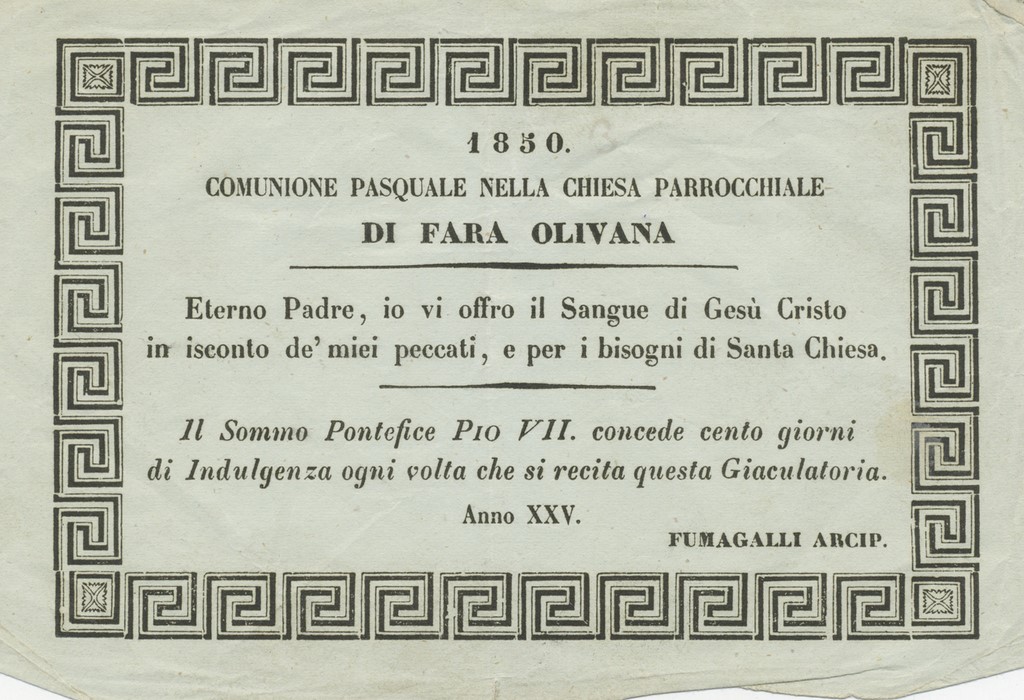 1850.
COMUNIONE PASQUALE NELLA CHIESA PARROCCHIALE
DI FARA OLIVANA
Eterno Padre, io vi offro il Sangue di Gesù Cristo
in isconto de' miei peccati, e per i bisogni di Santa Chiesa.
Il Sommo Pontefice PIO VII. concede cento giorni
di Indulgenza ogni volta che si recita questa Giaculatoria.
Anno XXV.
FUMAGALLI ARCIP.